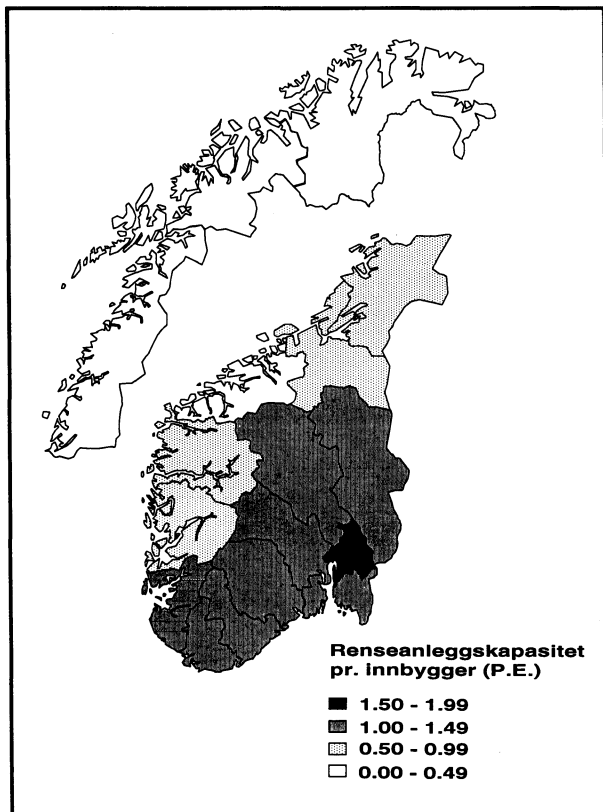 Renseanleggskapasitet
pr. innbygger (P.E.)
1.50 - 1.99
1.00 - 1.49
0.50 - 0.99
0.00 - 0.49